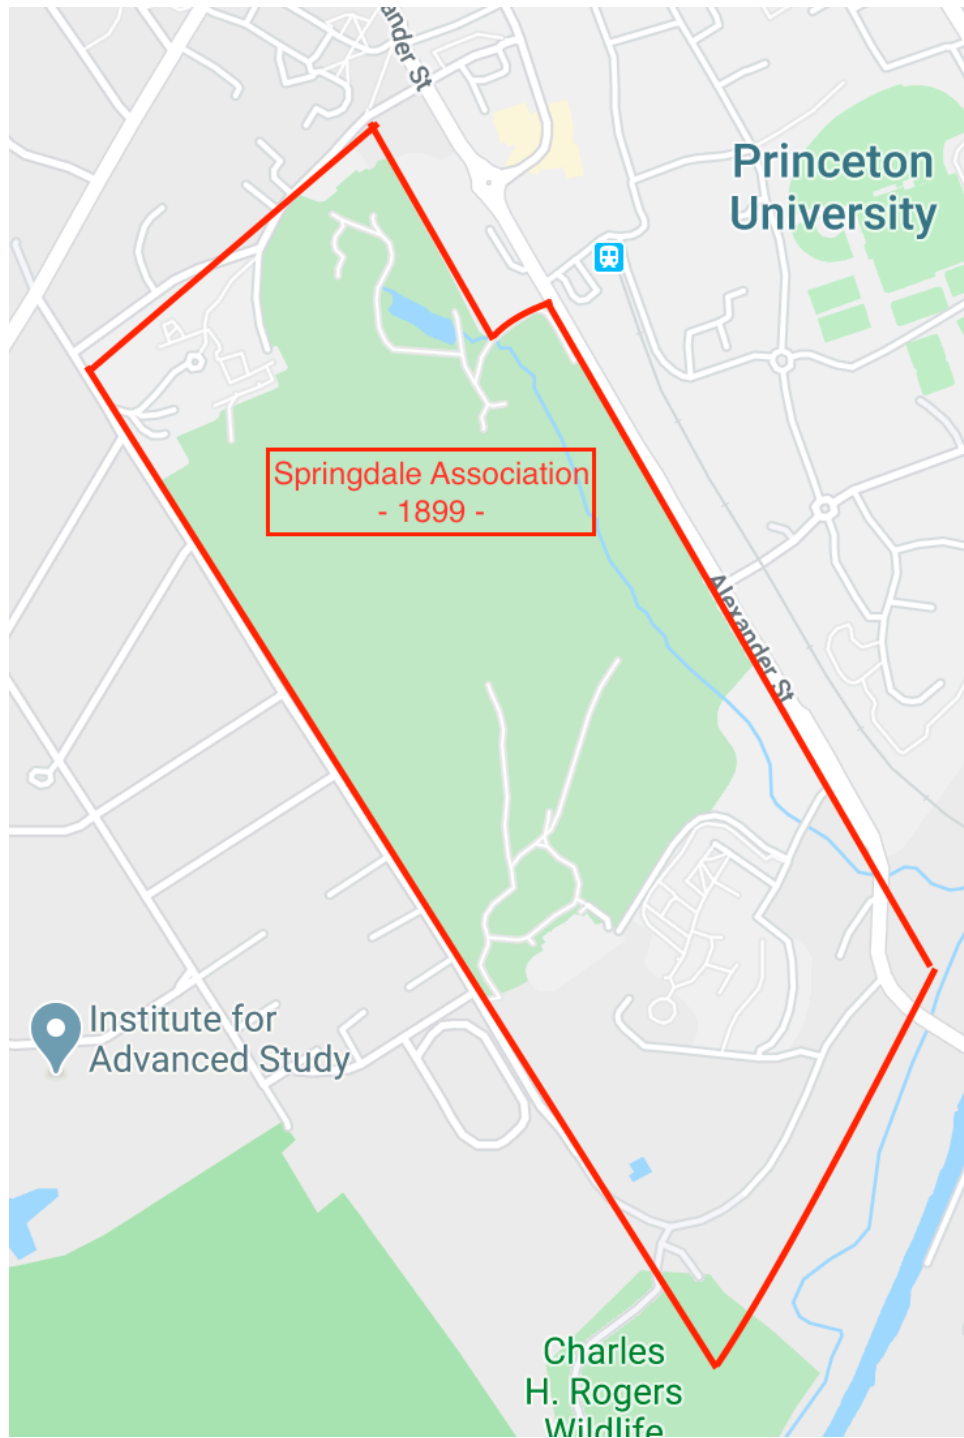 ander St
Princeton
University
Springdale Association
- 1899 -
Alexander St
Institute for
Advanced Study
Charles
H. Rogers
Wildlife